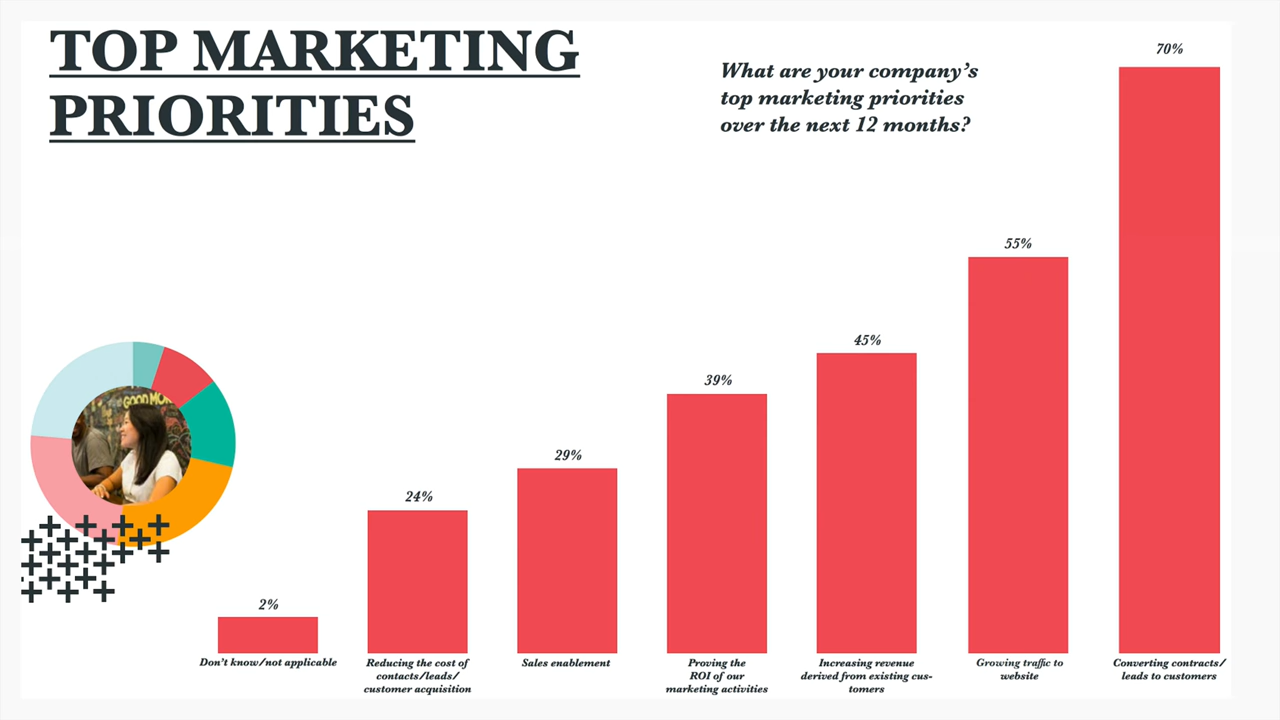 TOP MARKETING
PRIORITIES
What are your company's
top marketing priorities
over the next 12 months?
70%
55%
45%
39%
29%
24%
2%
GOOD MO
Don't know/not applicable
Reducing the cost of
contacts/leads/
customer acquisition
Sales enablement
Proving the
ROI of our
marketing activities
Increasing revenue
derived from existing cus-
tomers
Growing traffic to
website
Converting contracts/
leads to customers